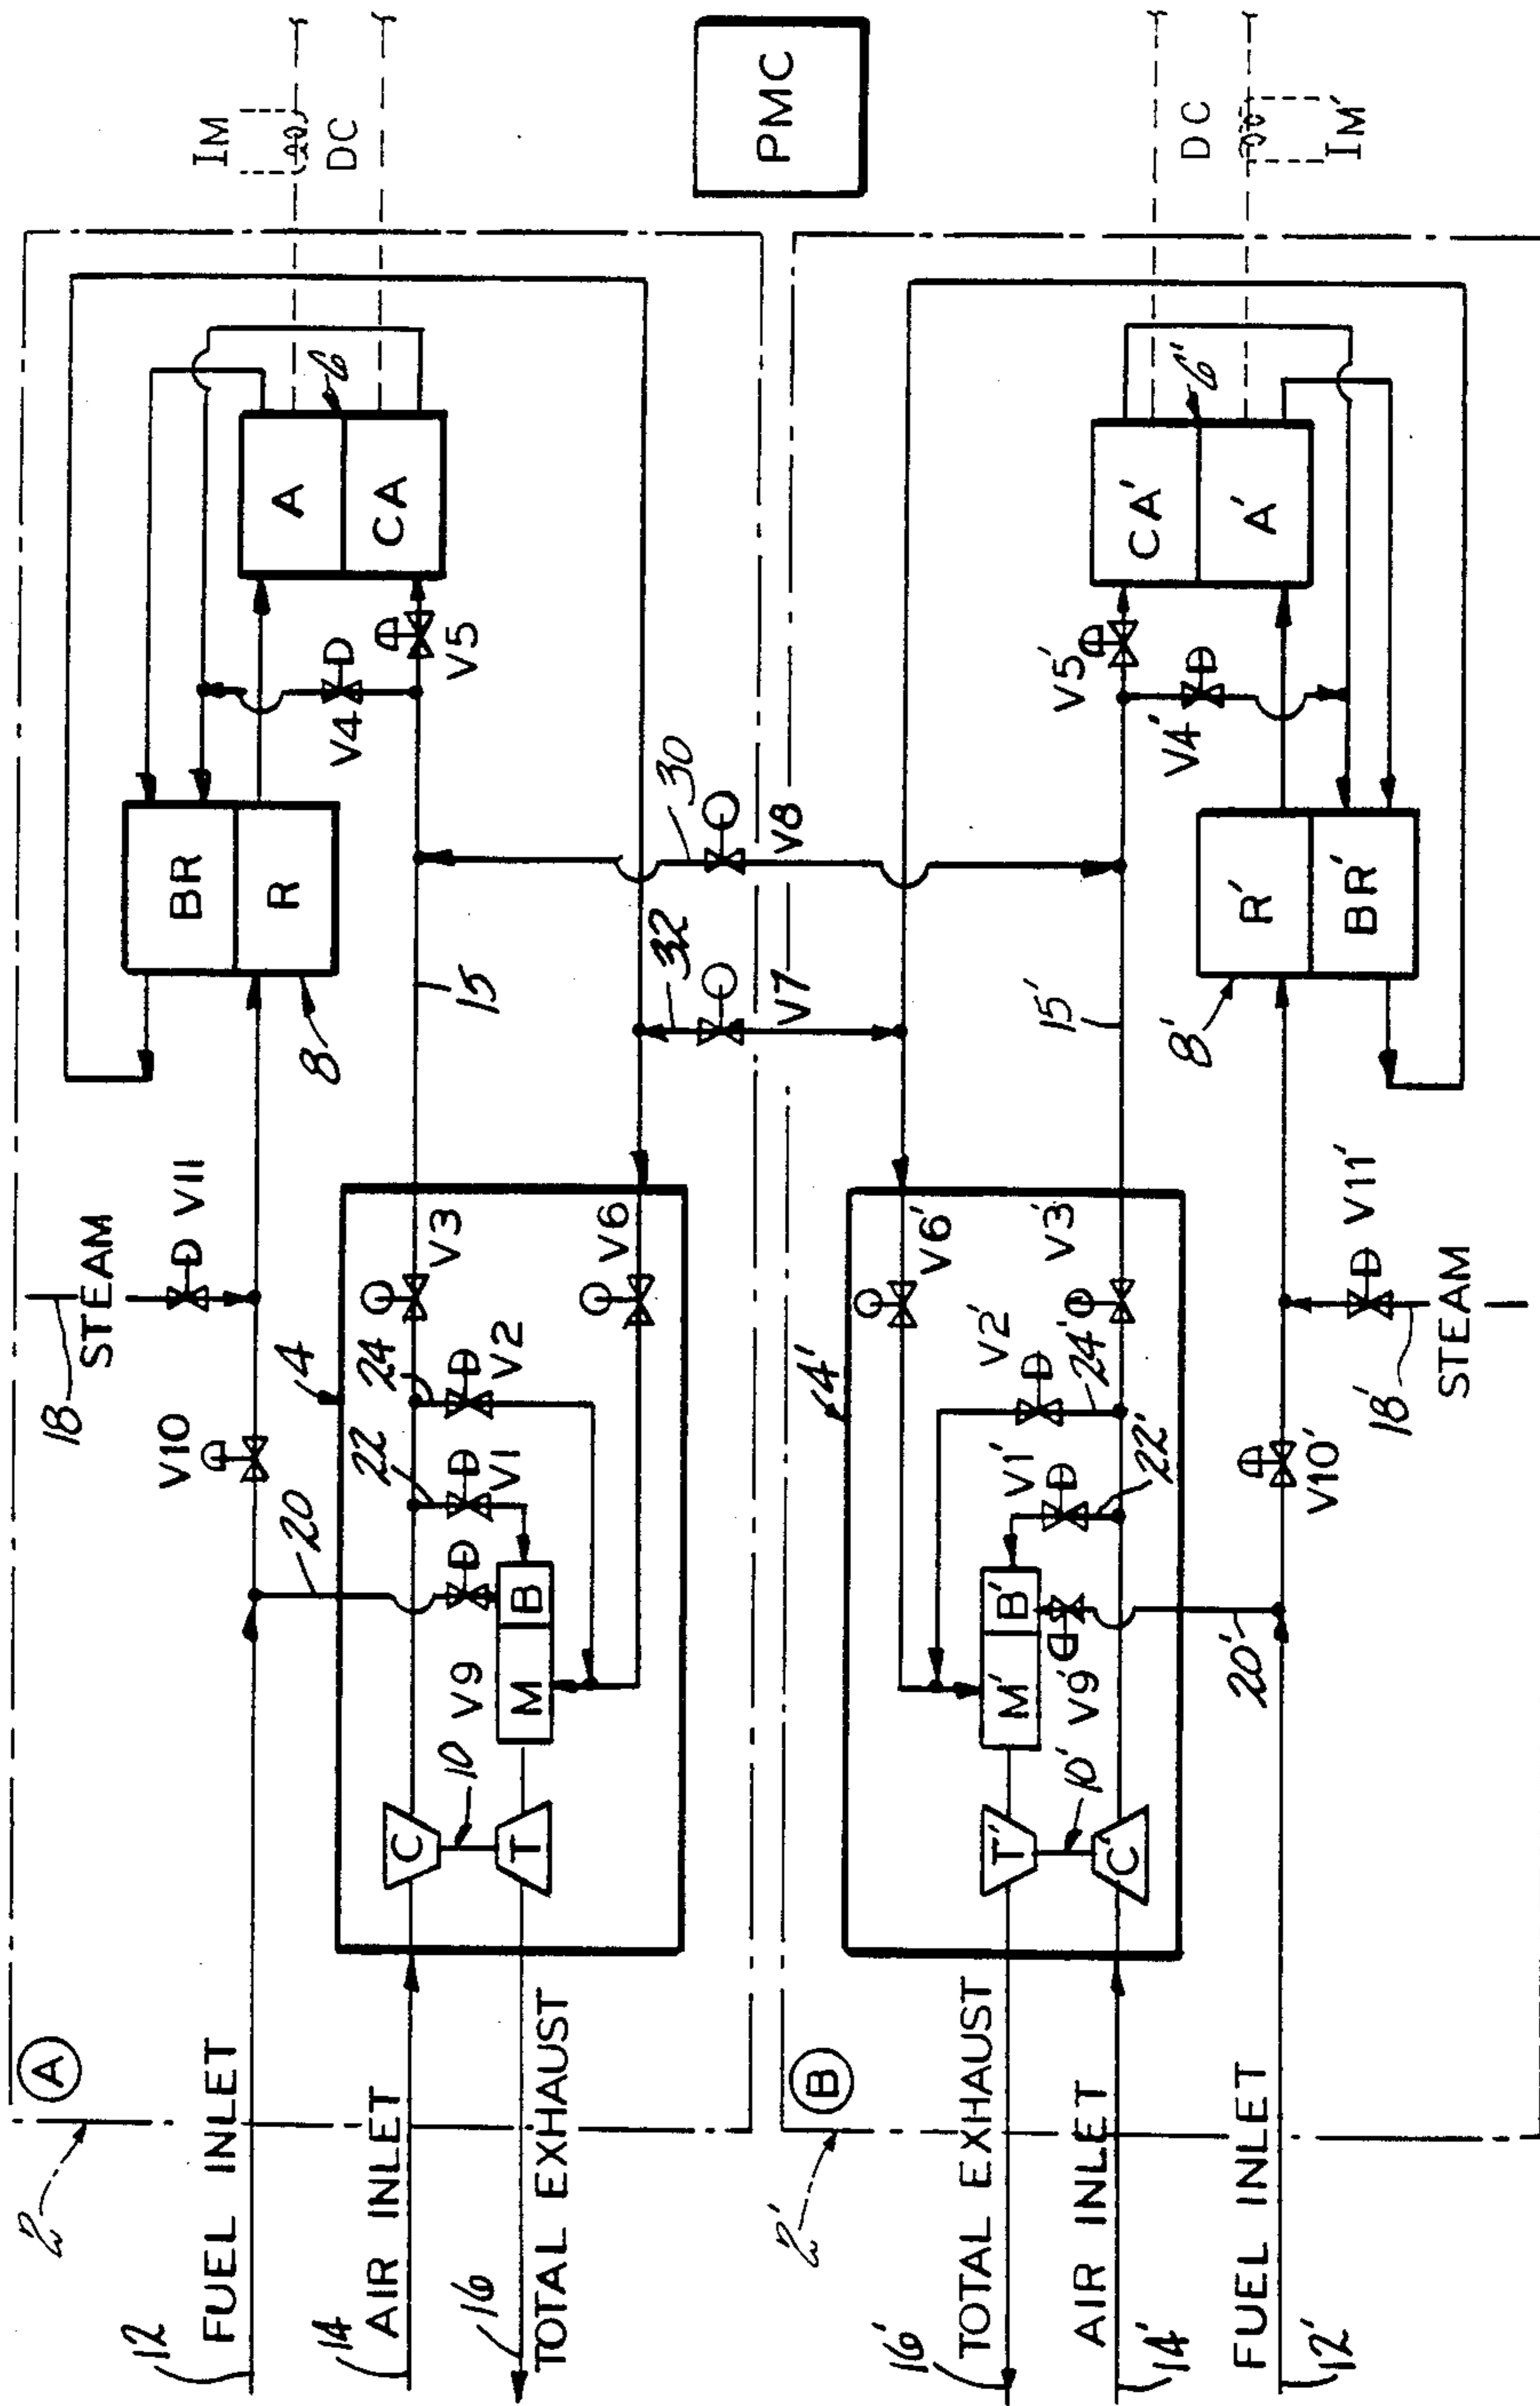 2
A
12
FUEL INLET
20
V10
18
STEAM
V11
BR
R
8
A
CA
6
IM
DC
14
AIR INLET
4
C
10
T
16
TOTAL EXHAUST
M
B
V9
22
V1
24
V2
V3
V6
15
V4
V5
30
V8
32
V7
PMC
2'
B
16'
TOTAL EXHAUST
4'
T'
10'
C'
M'
B'
V9'
V1'
22'
V2'
24'
V6'
V3'
14'
AIR INLET
15'
V5'
V4'
CA'
A'
6'
DC
IM'
12'
FUEL INLET
20'
V10'
18'
STEAM
V11'
8'
R'
BR'